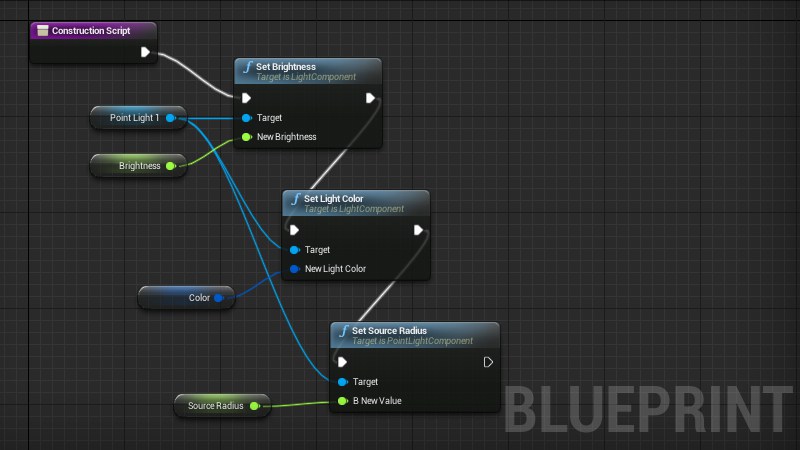 Construction Script
Set Brightness
Target is LightComponent
Point Light 1
Target
Brightness
New Brightness
Set Light Color
Target is LightComponent
Target
New Light Color
Color
Set Source Radius
Target is PointLightComponent
Target
Source Radius
B New Value
BLUEPRINT